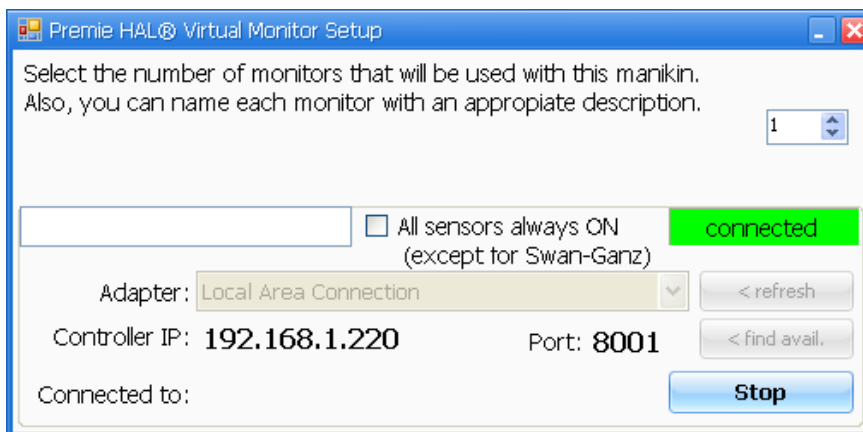 Premie HAL® Virtual Monitor Setup
Select the number of monitors that will be used with this manikin.
Also, you can name each monitor with an appropiate description.
1
All sensors always ON
(except for Swan-Ganz)
connected
Adapter: Local Area Connection < refresh
Controller IP: 192.168.1.220 Port: 8001 < find avail.
Connected to: Stop